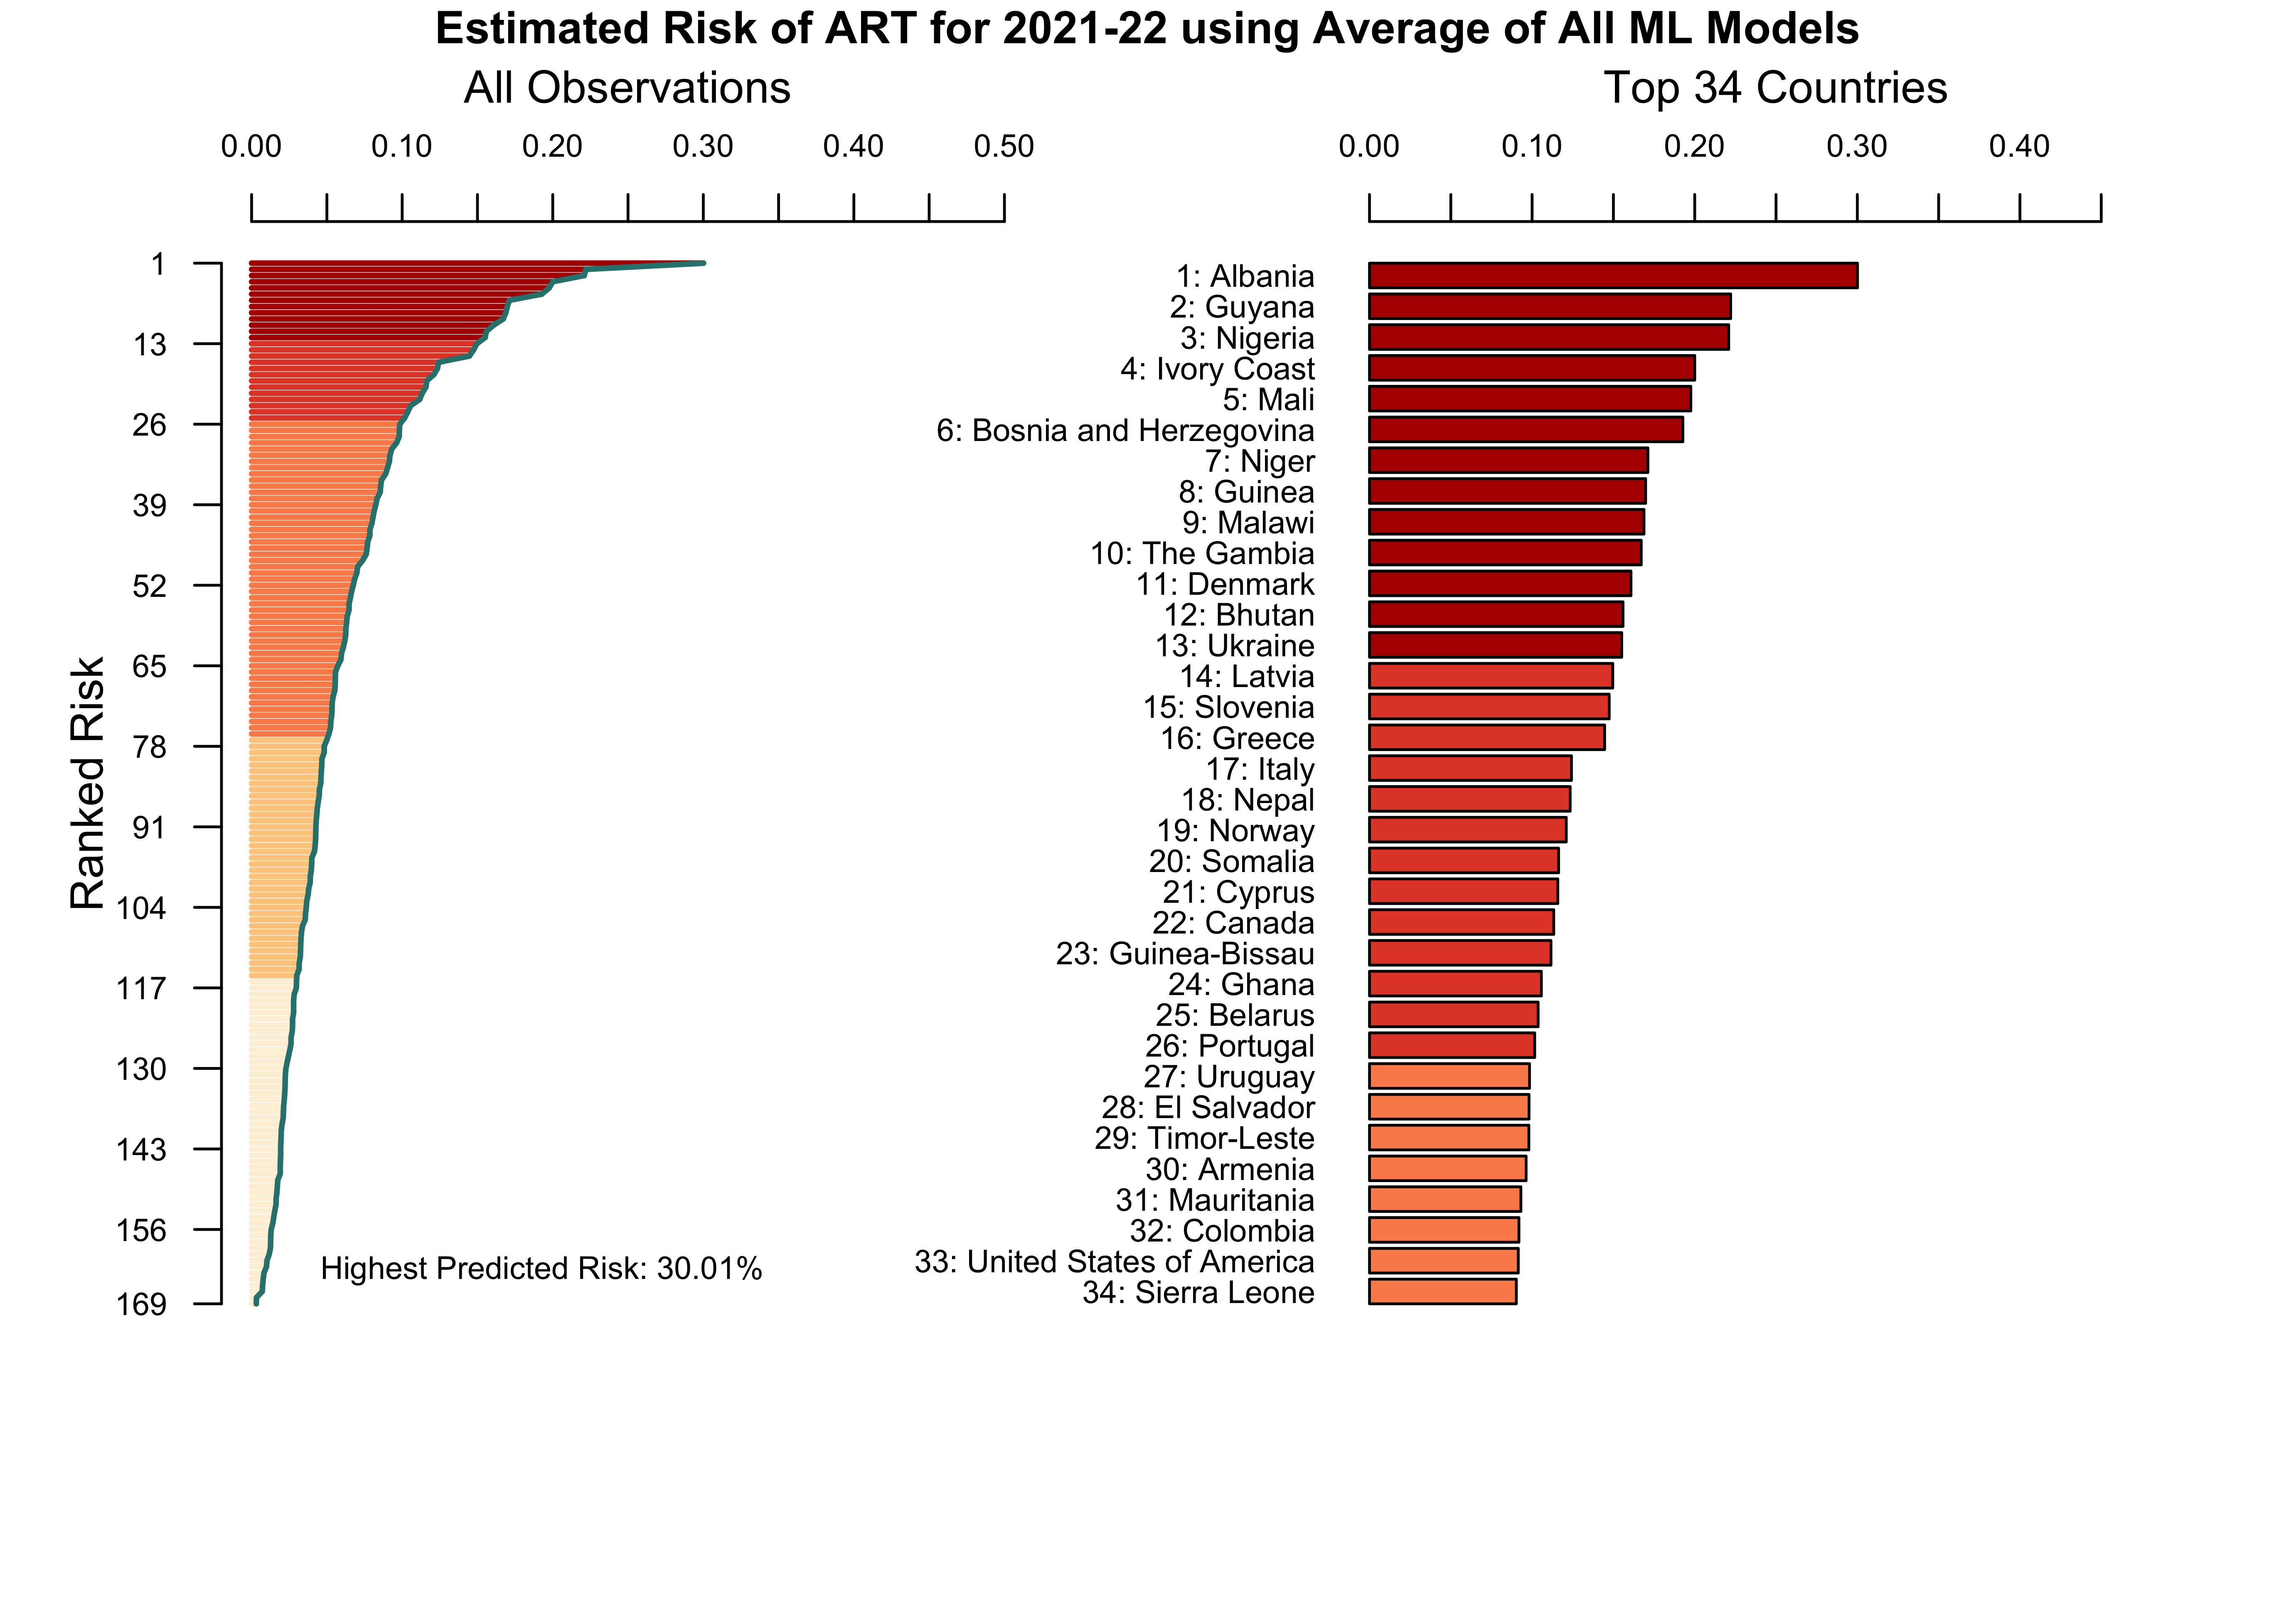 Estimated Risk of ART for 2021-22 using Average of All ML Models
All Observations
0.00 0.10 0.20 0.30 0.40 0.50
Ranked Risk
1
13
26
39
52
65
78
91
104
117
130
143
156
169
Highest Predicted Risk: 30.01%
Top 34 Countries
0.00 0.10 0.20 0.30 0.40
1: Albania
2: Guyana
3: Nigeria
4: Ivory Coast
5: Mali
6: Bosnia and Herzegovina
7: Niger
8: Guinea
9: Malawi
10: The Gambia
11: Denmark
12: Bhutan
13: Ukraine
14: Latvia
15: Slovenia
16: Greece
17: Italy
18: Nepal
19: Norway
20: Somalia
21: Cyprus
22: Canada
23: Guinea-Bissau
24: Ghana
25: Belarus
26: Portugal
27: Uruguay
28: El Salvador
29: Timor-Leste
30: Armenia
31: Mauritania
32: Colombia
33: United States of America
34: Sierra Leone